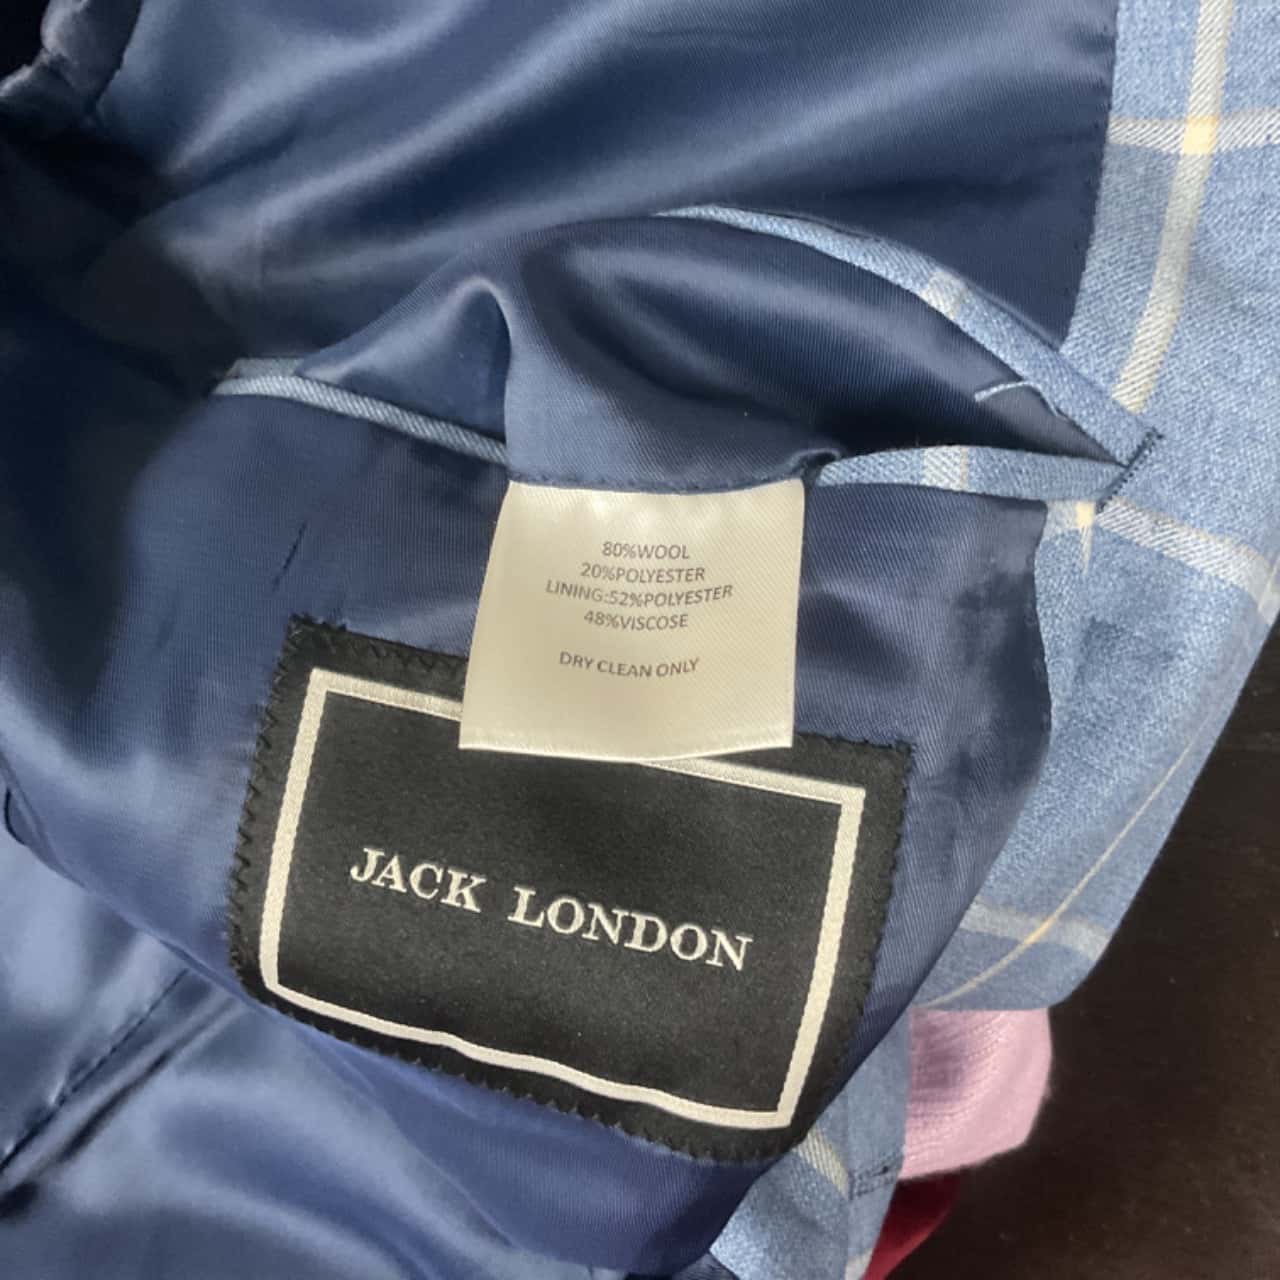 80%WOOL
20%POLYESTER
LINING:52%POLYESTER
48%VISCOSE
DRY CLEAN ONLY
JACK LONDON